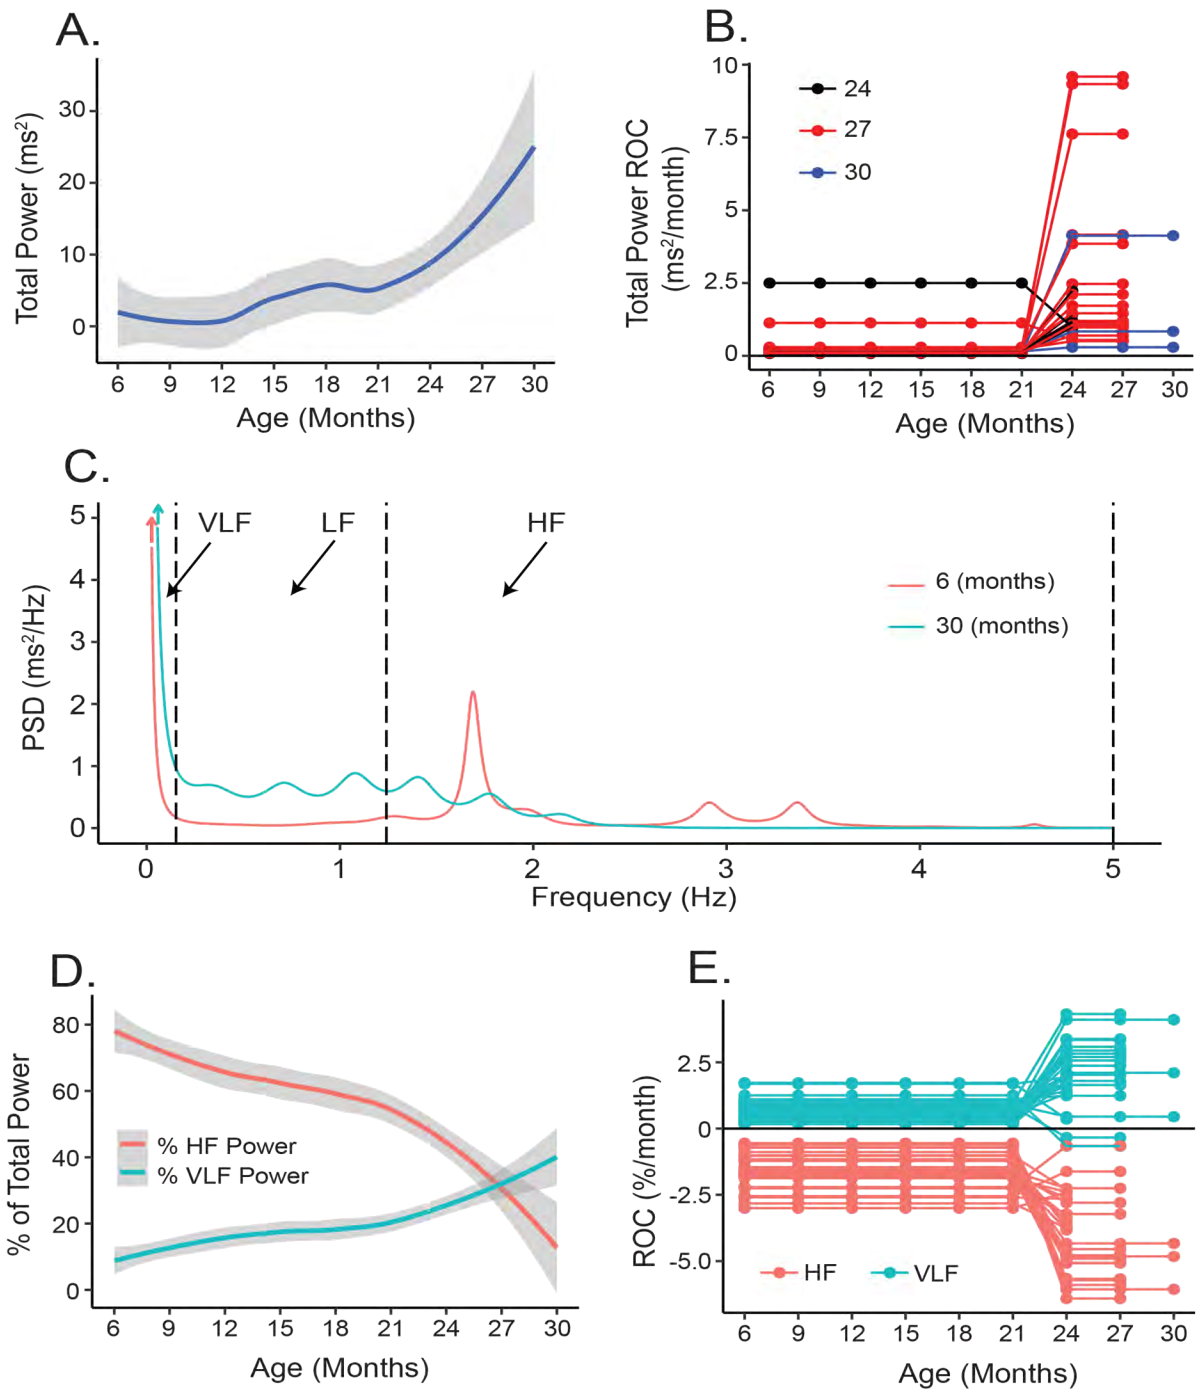 A.
Total Power (ms²)
30
20
10
0
6 9 12 15 18 21 24 27 30
Age (Months)
B.
Total Power ROC
(ms²/month)
10
7.5
5
2.5
0
24
27
30
6 9 12 15 18 21 24 27 30
Age (Months)
C.
PSD (ms²/Hz)
5
4
3
2
1
0
VLF LF HF
6 (months)
30 (months)
0 1 2 3 4 5
Frequency (Hz)
D.
% of Total Power
80
60
40
20
0
% HF Power
% VLF Power
6 9 12 15 18 21 24 27 30
Age (Months)
E.
ROC (%/month)
2.5
0
-2.5
-5.0
HF VLF
6 9 12 15 18 21 24 27 30
Age (Months)